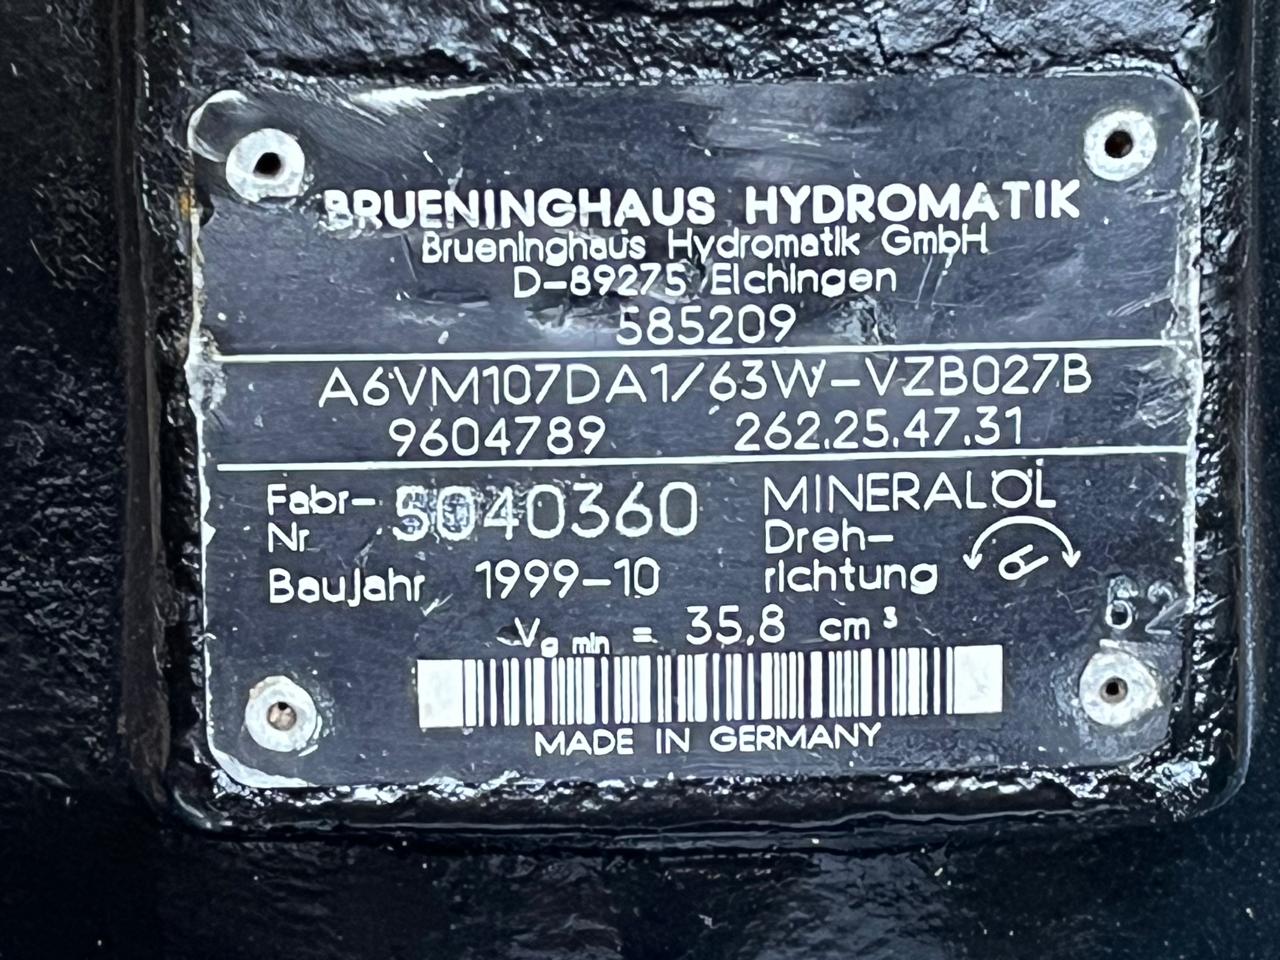 BRUENINGHAUS HYDROMATIK
Brueninghaus Hydromatik GmbH
D-89275 Elchingen
585209
A6VM107DA1/63W-VZB027B
9604789 262.25.47.31
Fabr-Nr 5040360 MINERALÖL
Baujahr 1999-10 Dreh-richtung
62
Vg min = 35,8 cm³
MADE IN GERMANY